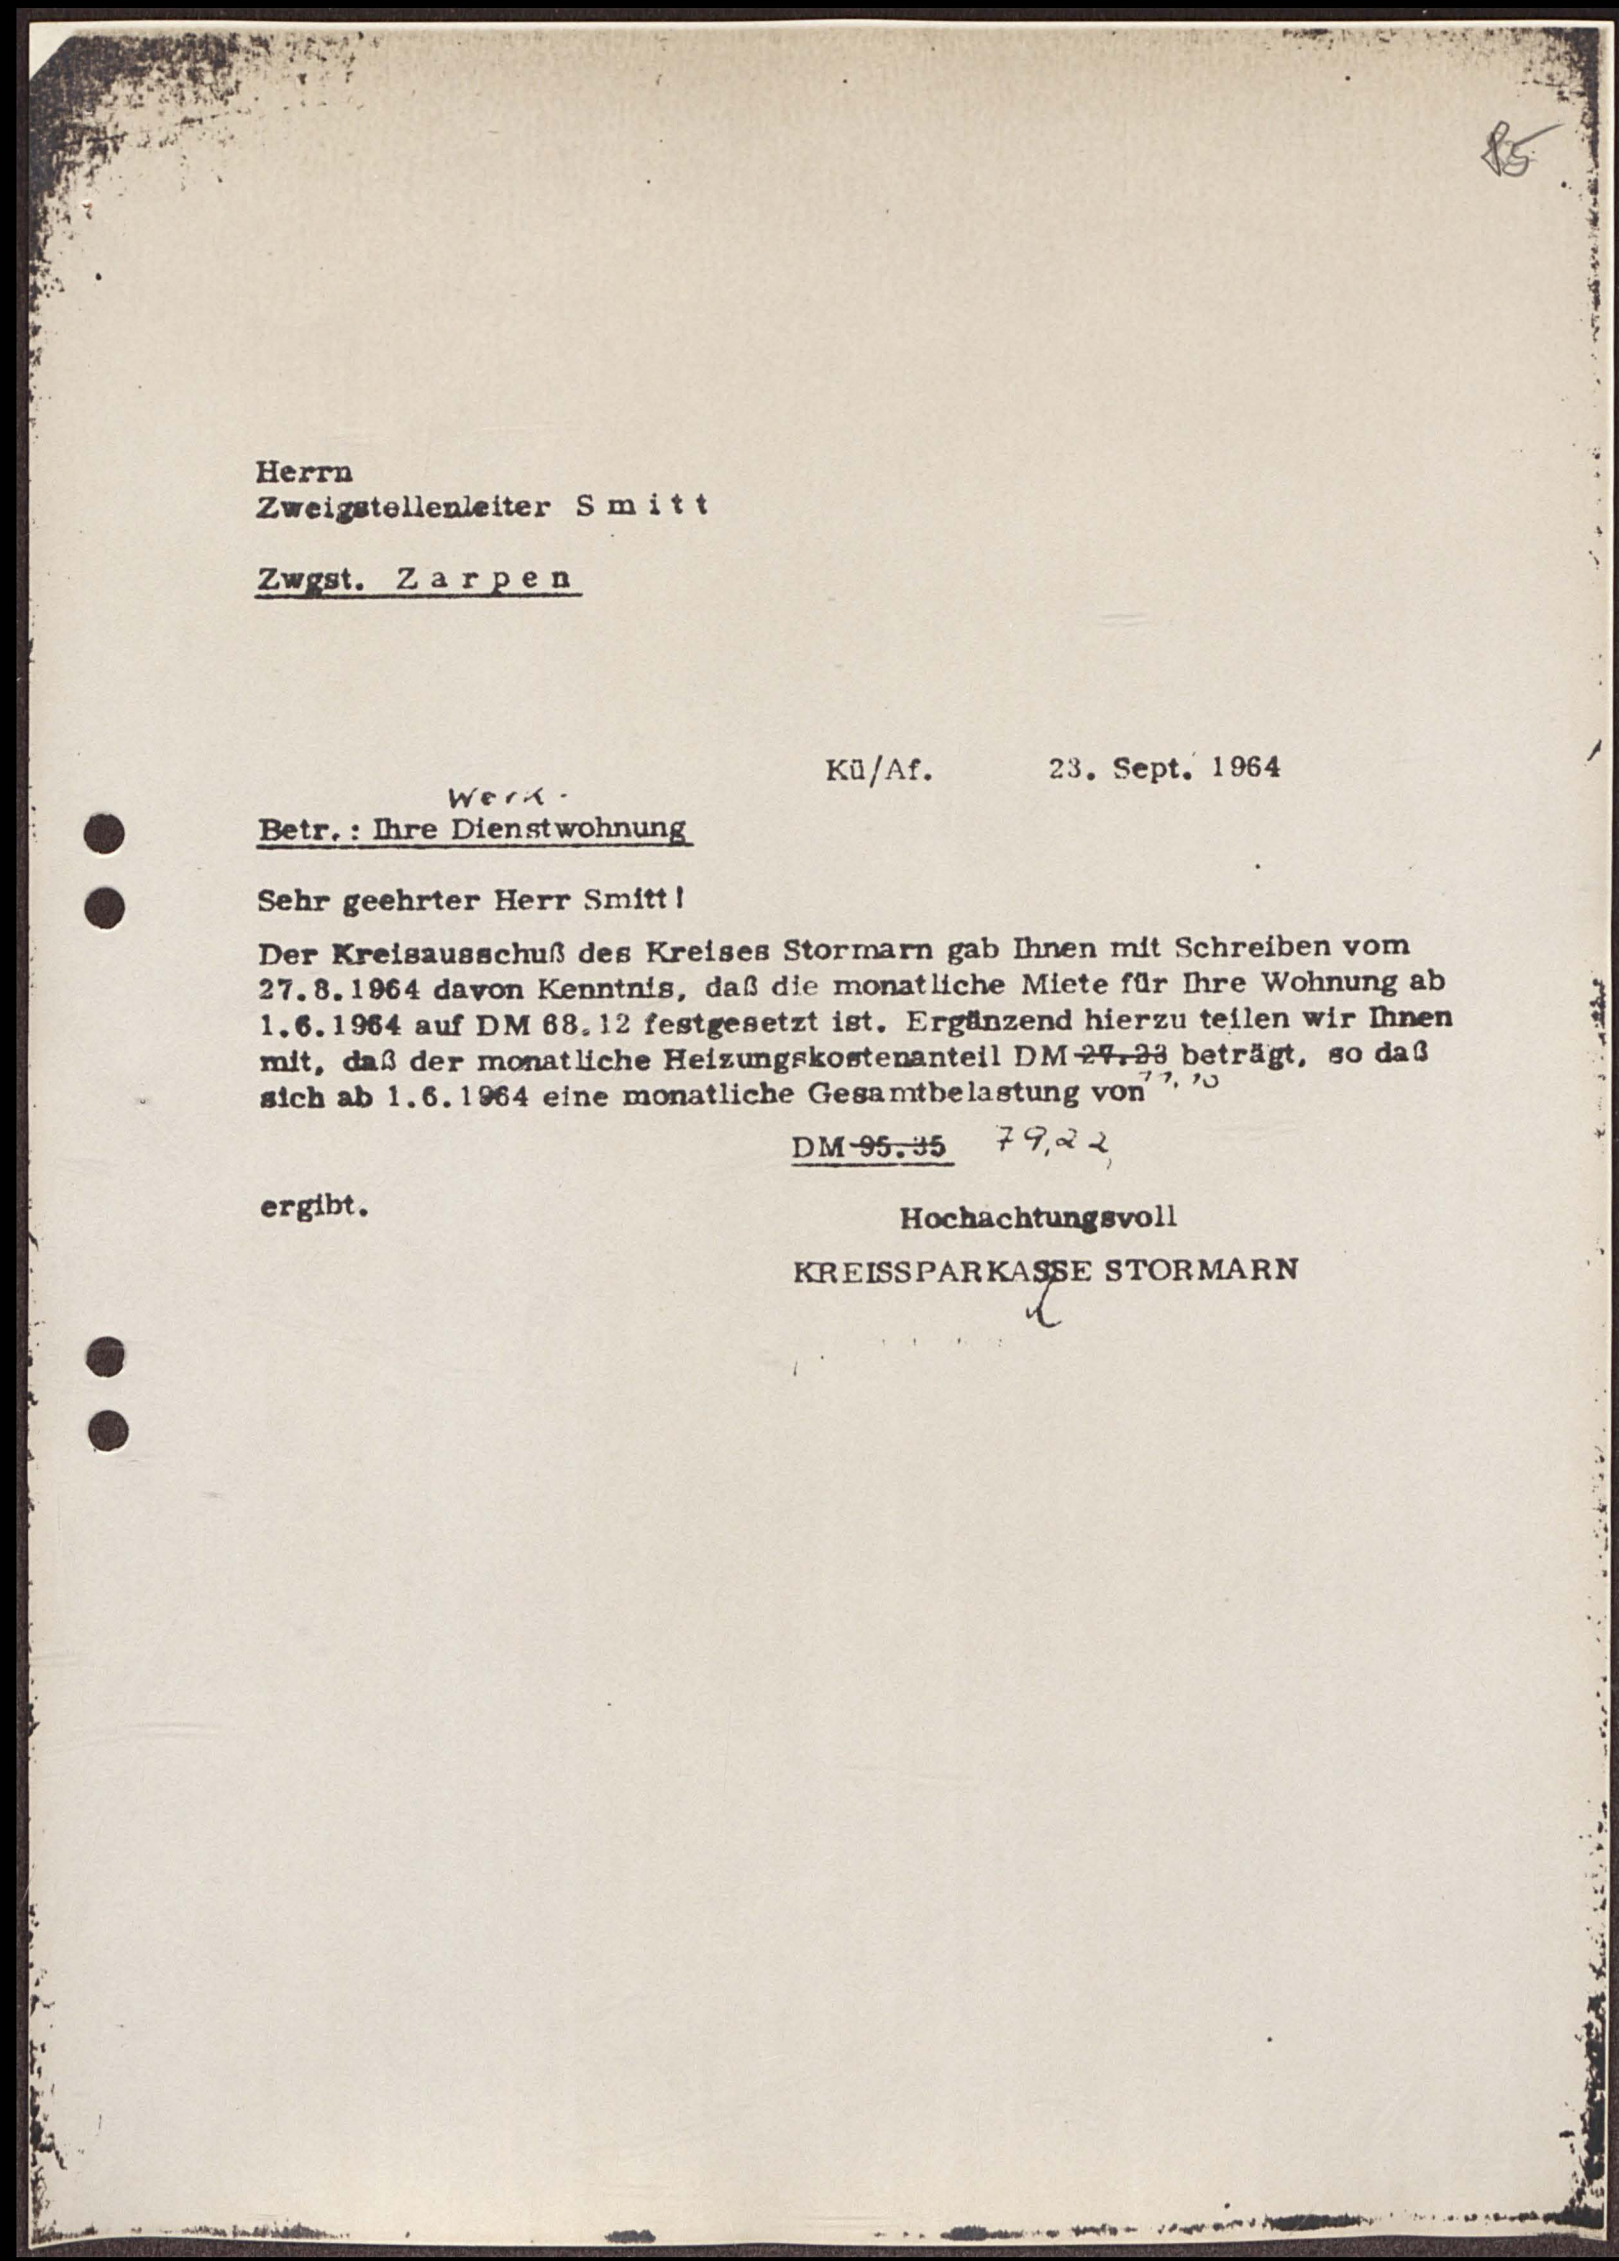 85
Herrn
Zweigstellenleiter S m i t t
Zwgst. Z a r p e n
Kü/Af. 23. Sept. 1964
Werk-
Betr.: Ihre Dienstwohnung
Sehr geehrter Herr Smitt!
Der Kreisausschuß des Kreises Stormarn gab Ihnen mit Schreiben vom
27.8.1964 davon Kenntnis, daß die monatliche Miete für Ihre Wohnung ab
1.6.1964 auf DM 68.12 festgesetzt ist. Ergänzend hierzu teilen wir Ihnen
mit, daß der monatliche Heizungskostenanteil DM 27.23 beträgt, so daß
11,10
sich ab 1.6.1964 eine monatliche Gesamtbelastung von
DM 95.35 79,22
ergibt.
Hochachtungsvoll
KREISSPARKASSE STORMARN